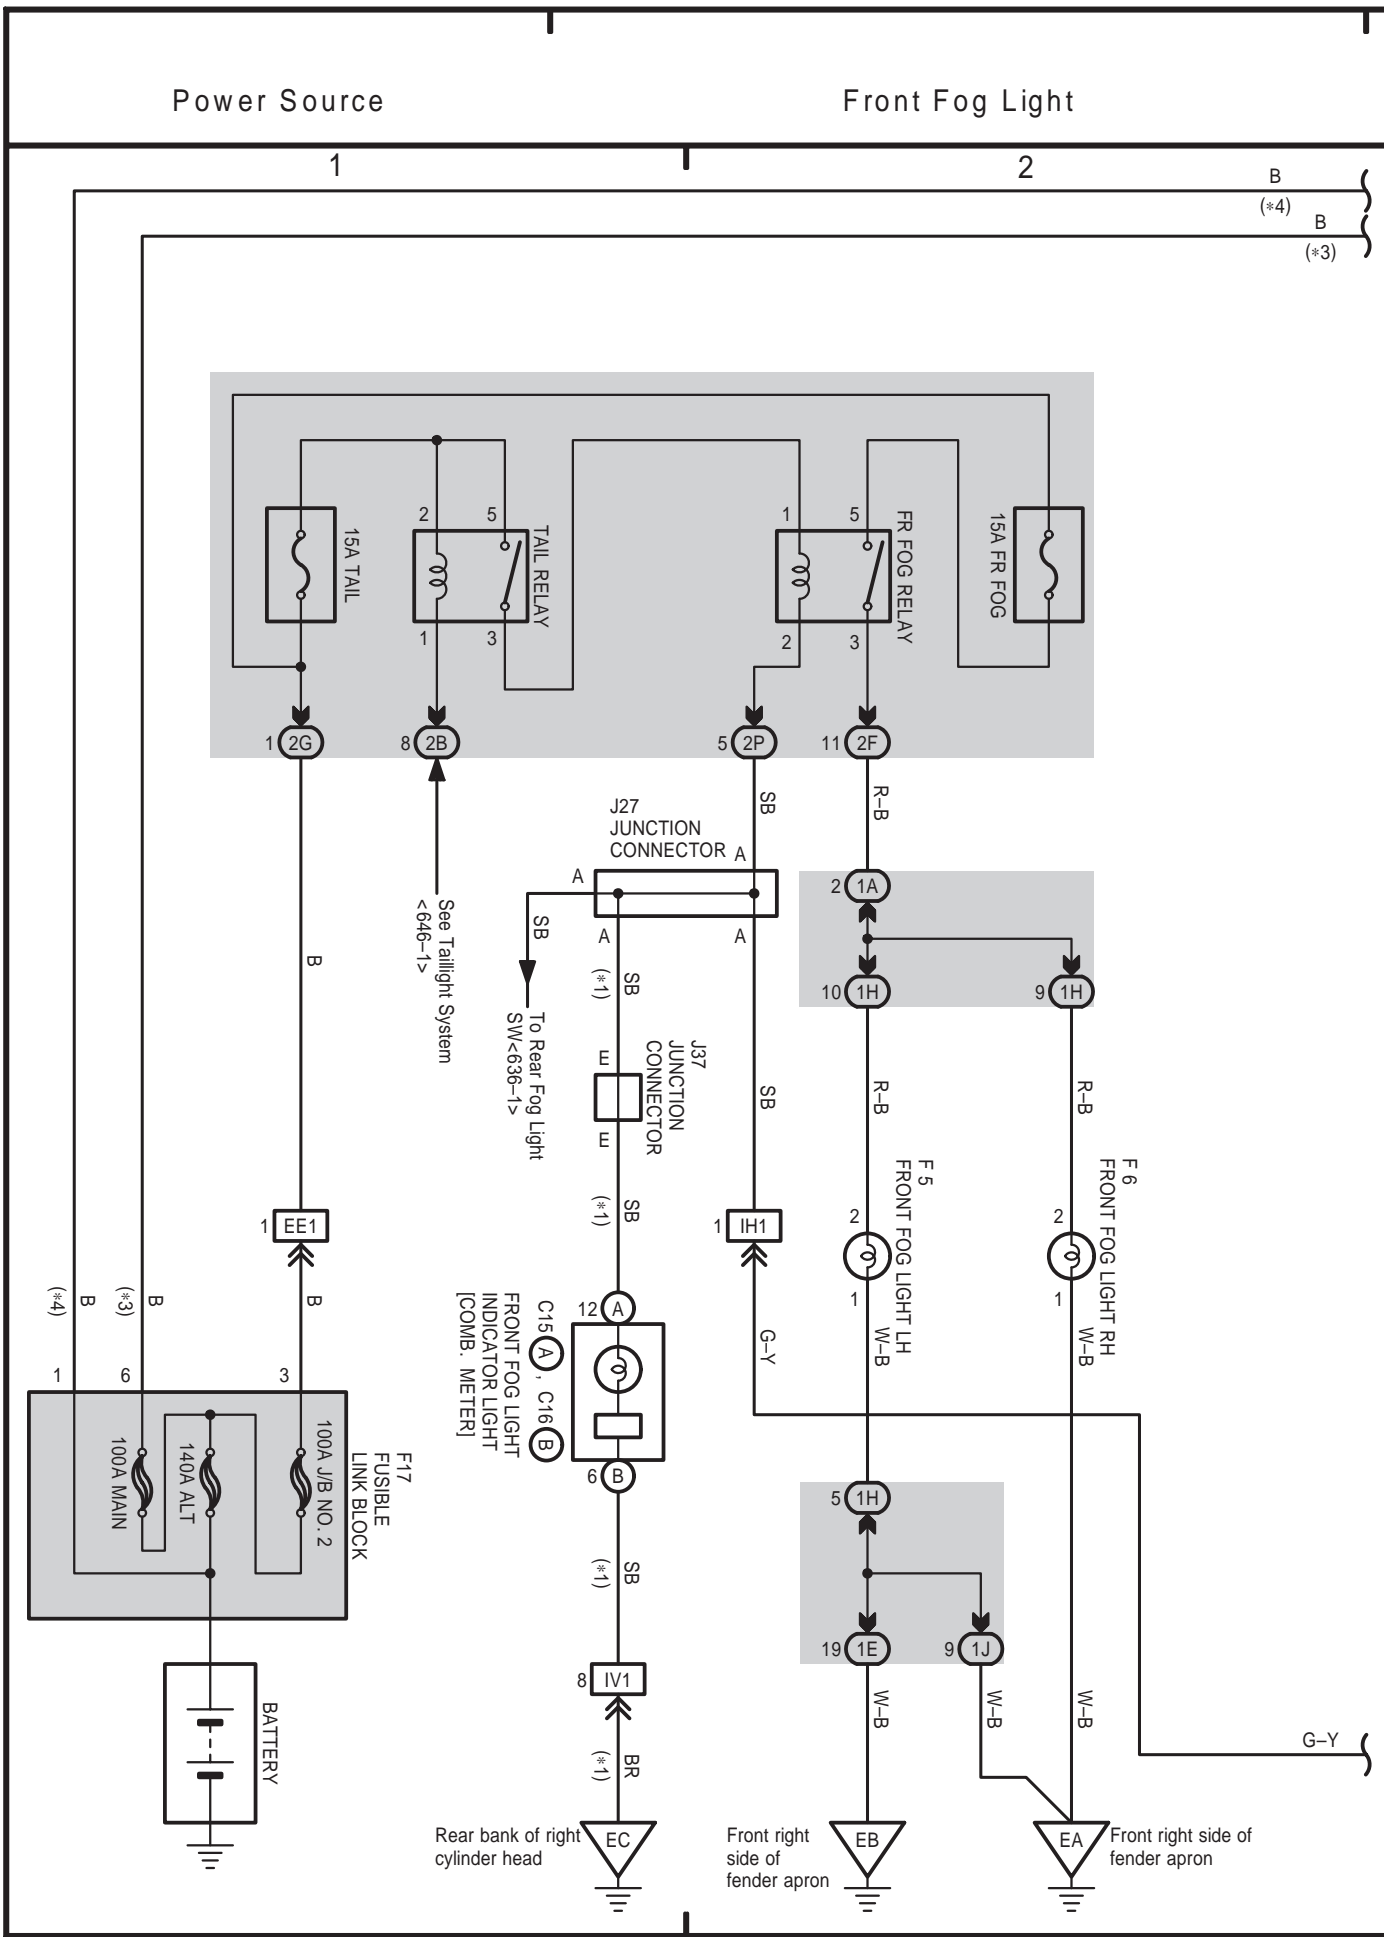 Power Source
Front Fog Light
1
2
B
(*4)
B
(*3)
15A TAIL
2
5
TAIL RELAY
1
3
1
5
FR FOG RELAY
2
3
15A FR FOG
1 2G
8 2B
5 2P
11 2F
SB
R–B
J27
JUNCTION
CONNECTOR
A
A
A
A
2 1A
10 1H
9 1H
SB
See Taillight System
<646–1>
To Rear Fog Light
SW<636–1>
B
SB
(*1)
J37
JUNCTION
CONNECTOR
E
E
SB
R–B
R–B
SB
(*1)
1 EE1
1 IH1
F 5
FRONT FOG LIGHT LH
2
1
F 6
FRONT FOG LIGHT RH
2
1
B
(*4)
B
(*3)
B
12 A
C15 A , C16 B
FRONT FOG LIGHT
INDICATOR LIGHT
[COMB. METER]
6 B
G–Y
W–B
W–B
1
6
3
100A MAIN
140A ALT
100A J/B NO. 2
F17
FUSIBLE
LINK BLOCK
5 1H
19 1E
9 1J
SB
(*1)
8 IV1
BR
(*1)
BATTERY
W–B
W–B
W–B
G–Y
Rear bank of right
cylinder head
EC
Front right
side of
fender apron
EB
EA
Front right side of
fender apron